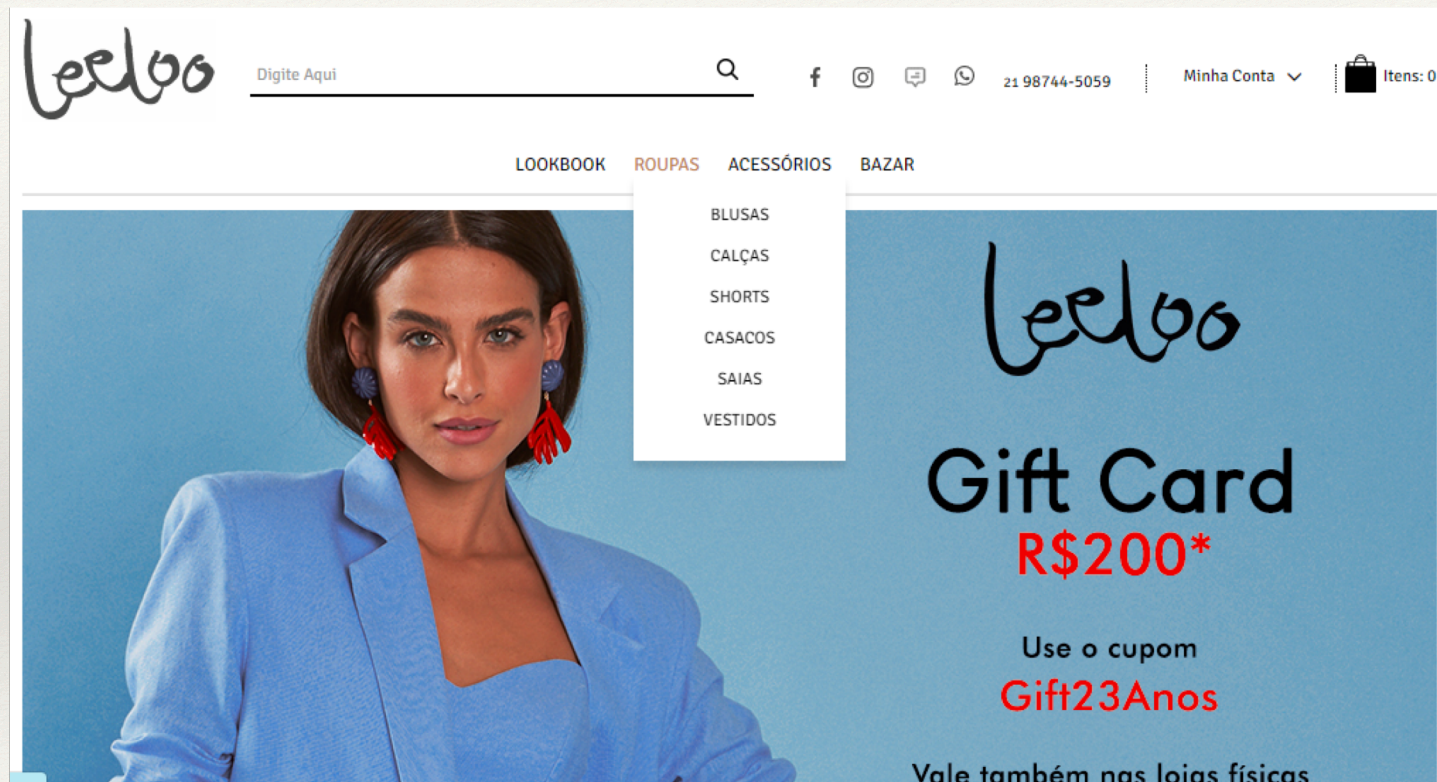 Leeloo
Digite Aqui
21 98744-5059
Minha Conta
Itens: 0
LOOKBOOK ROUPAS ACESSÓRIOS BAZAR
BLUSAS
CALÇAS
SHORTS
CASACOS
SAIAS
VESTIDOS
Leeloo
Gift Card
R$200*
Use o cupom
Gift23Anos
Vale também nas lojas físicas